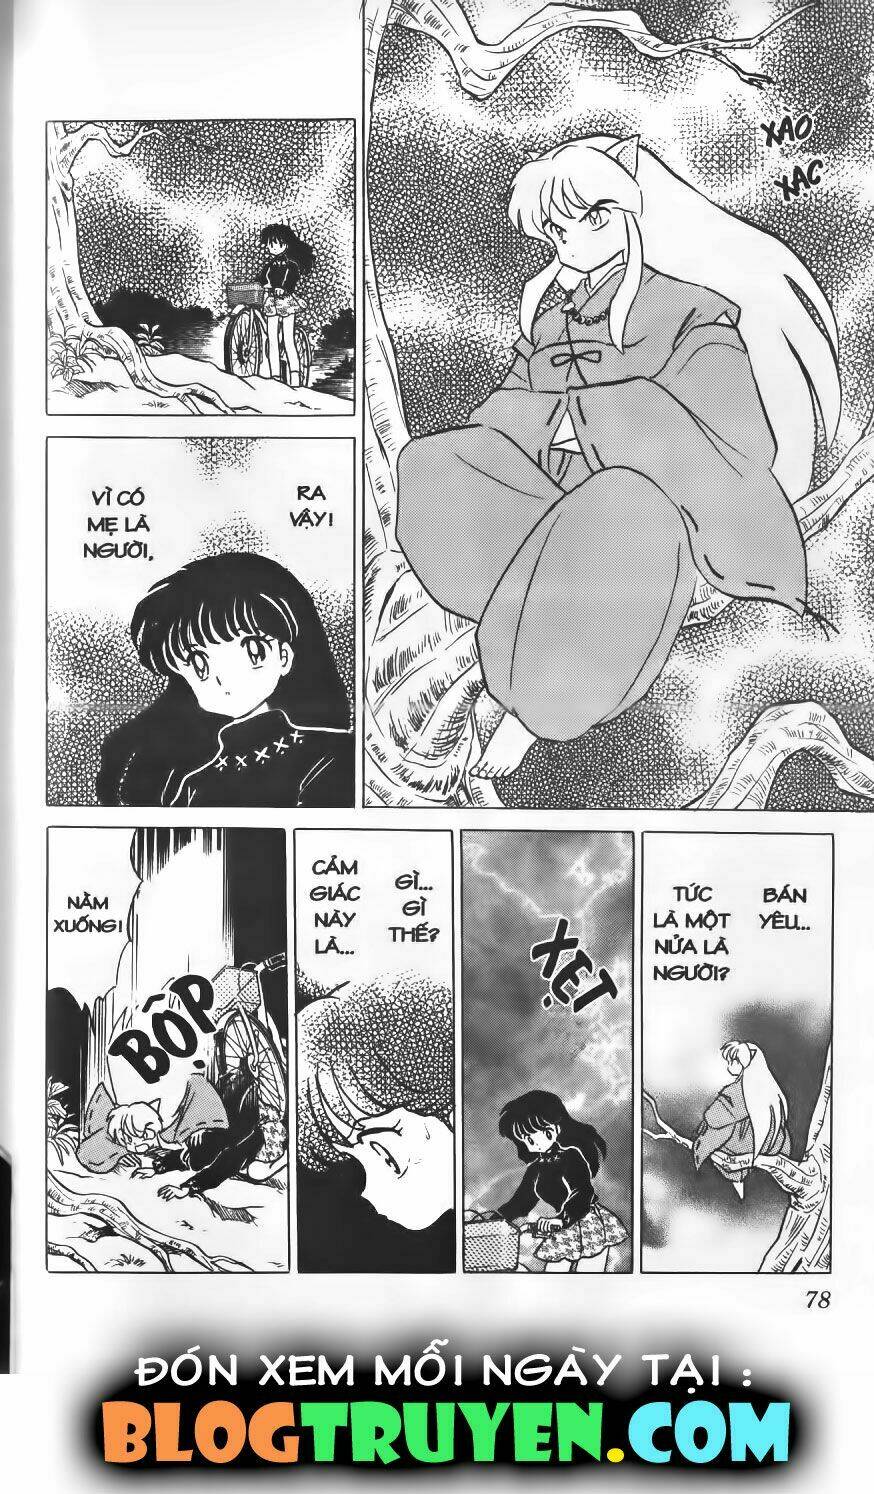 XÀO
XẠC
RA
VẬY!
VÌ CÓ
MẸ LÀ
NGƯỜI,
BÁN
YÊU...
TỨC
LÀ MỘT
NỬA LÀ
NGƯỜI?
XẸT
GÌ...
GÌ
THẾ?
CẢM
GIÁC
NÀY
LÀ...
NẰM
XUỐNG!
BỘP
78
ĐÓN XEM MỖI NGÀY TẠI :
BLOGTRUYEN.COM